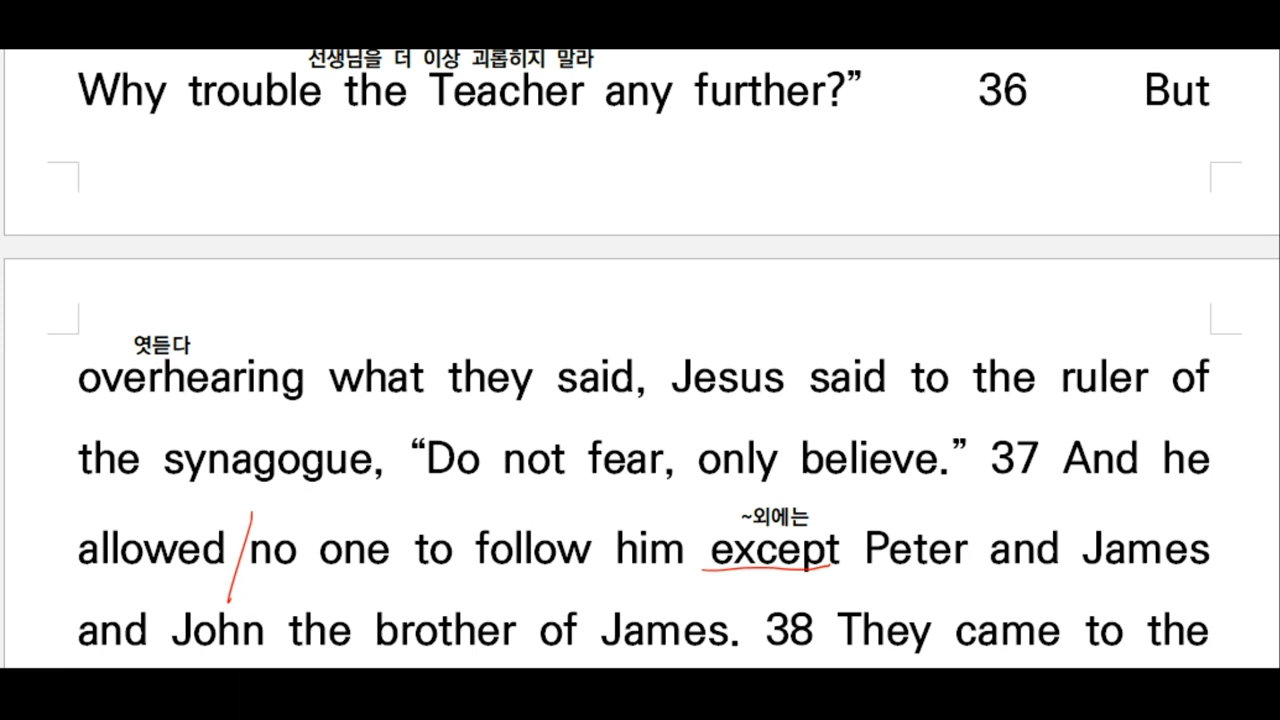 선생님을 더 이상 괴롭히지 말라
Why trouble the Teacher any further?” 36 But
엿듣다
overhearing what they said, Jesus said to the ruler of
the synagogue, “Do not fear, only believe.” 37 And he
~외에는
allowed no one to follow him except Peter and James
and John the brother of James. 38 They came to the